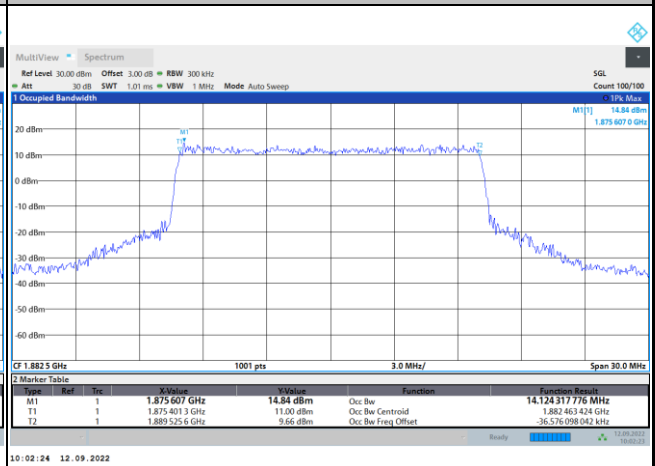 MultiView Spectrum
Ref Level 30.00 dBm Offset 3.00 dB RBW 300 kHz SGL
Att 30 dB SWT 1.01 ms VBW 1 MHz Mode Auto Sweep Count 100/100
1 Occupied Bandwidth 1Pk Max
M1[1] 14.84 dBm
1.875 607 0 GHz
20 dBm
M1
T1
T2
10 dBm
0 dBm
-10 dBm
-20 dBm
-30 dBm
-40 dBm
-50 dBm
-60 dBm
CF 1.882 5 GHz 1001 pts 3.0 MHz/ Span 30.0 MHz
2 Marker Table
Type Ref Trc X-Value Y-Value Function Function Result
M1 1 1.875 607 GHz 14.84 dBm Occ Bw 14.124 317 776 MHz
T1 1 1.875 401 3 GHz 11.00 dBm Occ Bw Centroid 1.882 463 424 GHz
T2 1 1.889 525 6 GHz 9.66 dBm Occ Bw Freq Offset -36.576 098 042 kHz
Ready 12.09.2022
10:02:23
10:02:24 12.09.2022